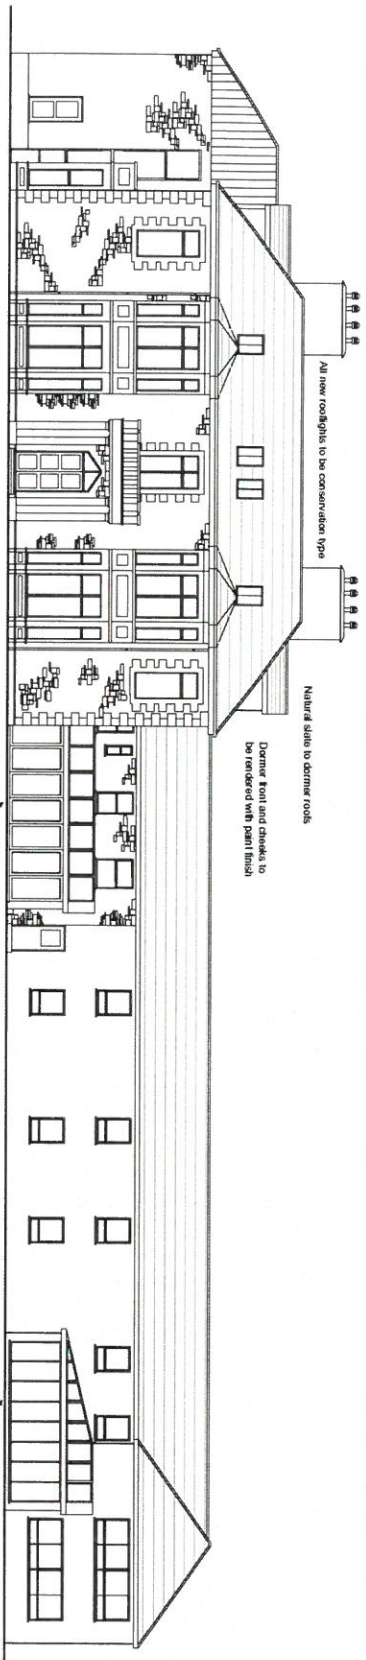 All new rooflights to be conservation type
Natural slate to dormer roofs
Dormer front and cheeks to
be rendered with paint finish